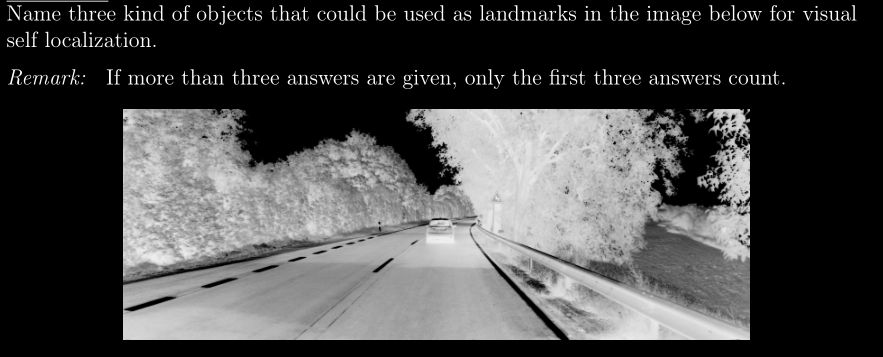 Name three kind of objects that could be used as landmarks in the image below for visual
self localization.
Remark: If more than three answers are given, only the first three answers count.